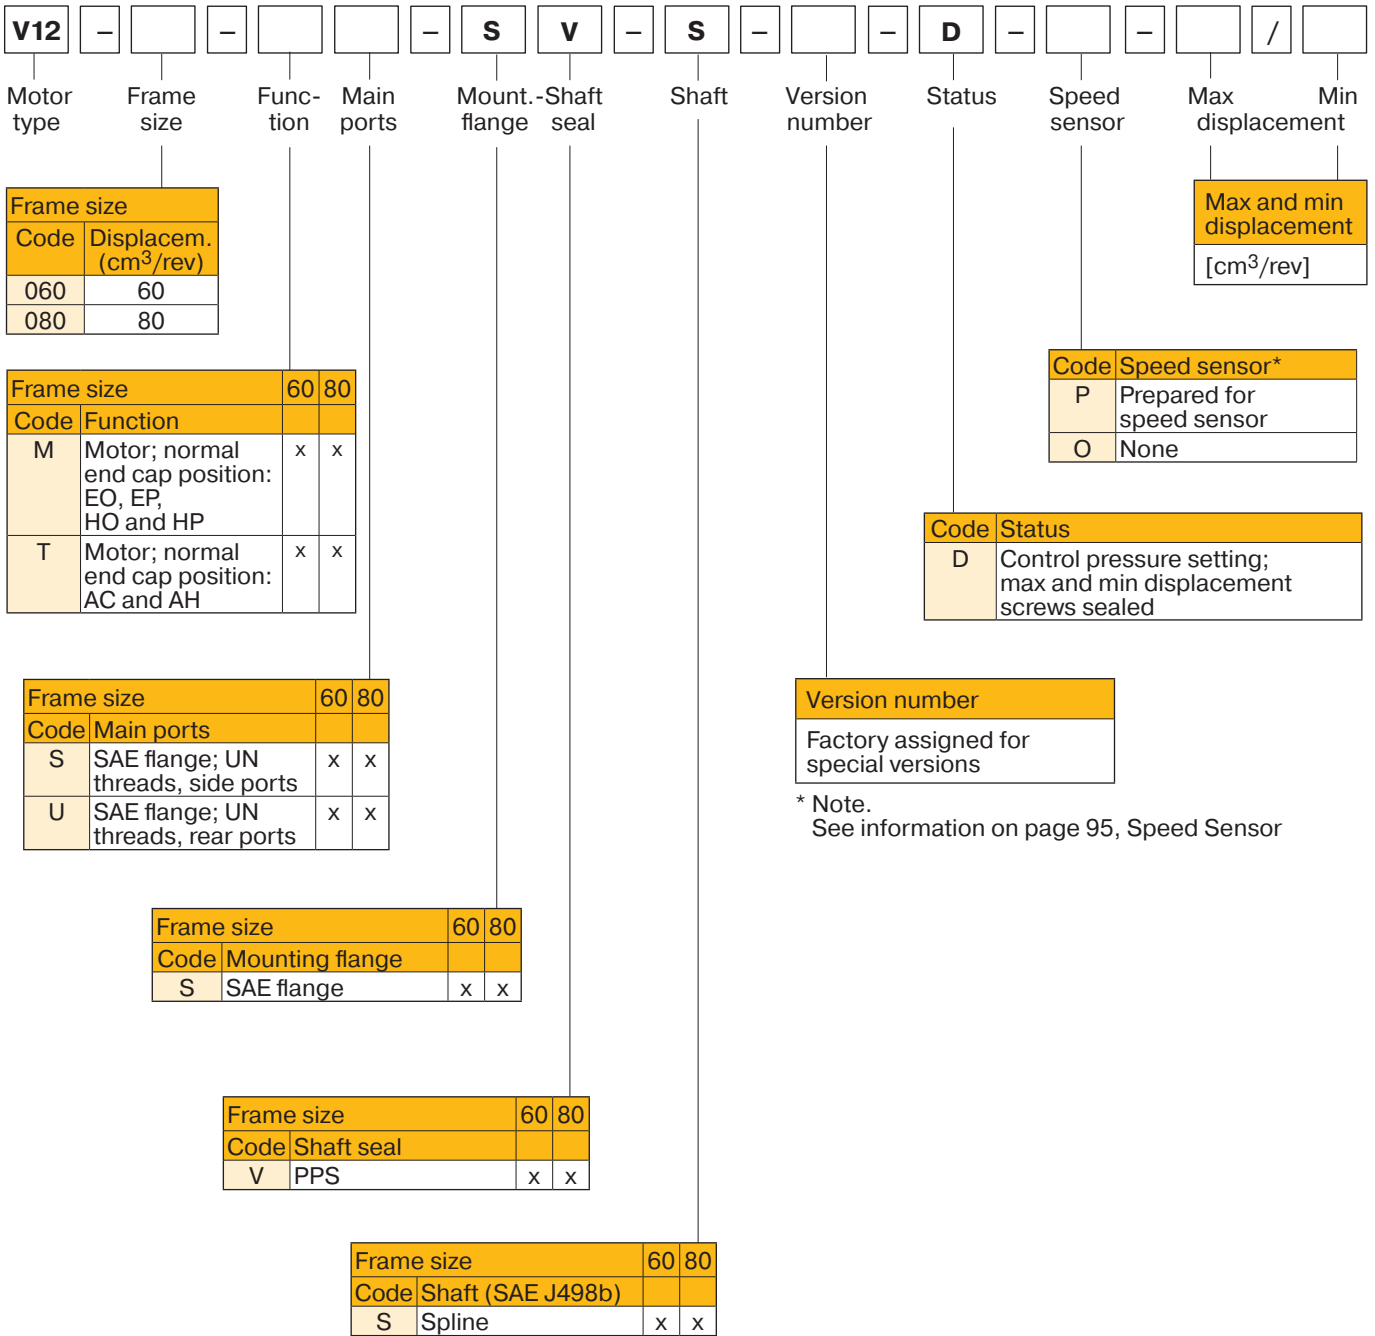 V12 – – – S V – S – – D – – /
Motor Frame Func- Main Mount.-Shaft Shaft Version Status Speed Max Min
type size tion ports flange seal number sensor displacement
Frame size
Code Displacem.
(cm3/rev)
060 60
080 80
Max and min
displacement
[cm3/rev]
Code Speed sensor*
P Prepared for
speed sensor
O None
Frame size 60 80
Code Function
M Motor; normal x x
end cap position:
EO, EP,
HO and HP
T Motor; normal x x
end cap position:
AC and AH
Code Status
D Control pressure setting;
max and min displacement
screws sealed
Frame size 60 80
Code Main ports
S SAE flange; UN x x
threads, side ports
U SAE flange; UN x x
threads, rear ports
Version number
Factory assigned for
special versions
* Note.
See information on page 95, Speed Sensor
Frame size 60 80
Code Mounting flange
S SAE flange x x
Frame size 60 80
Code Shaft seal
V PPS x x
Frame size 60 80
Code Shaft (SAE J498b)
S Spline x x